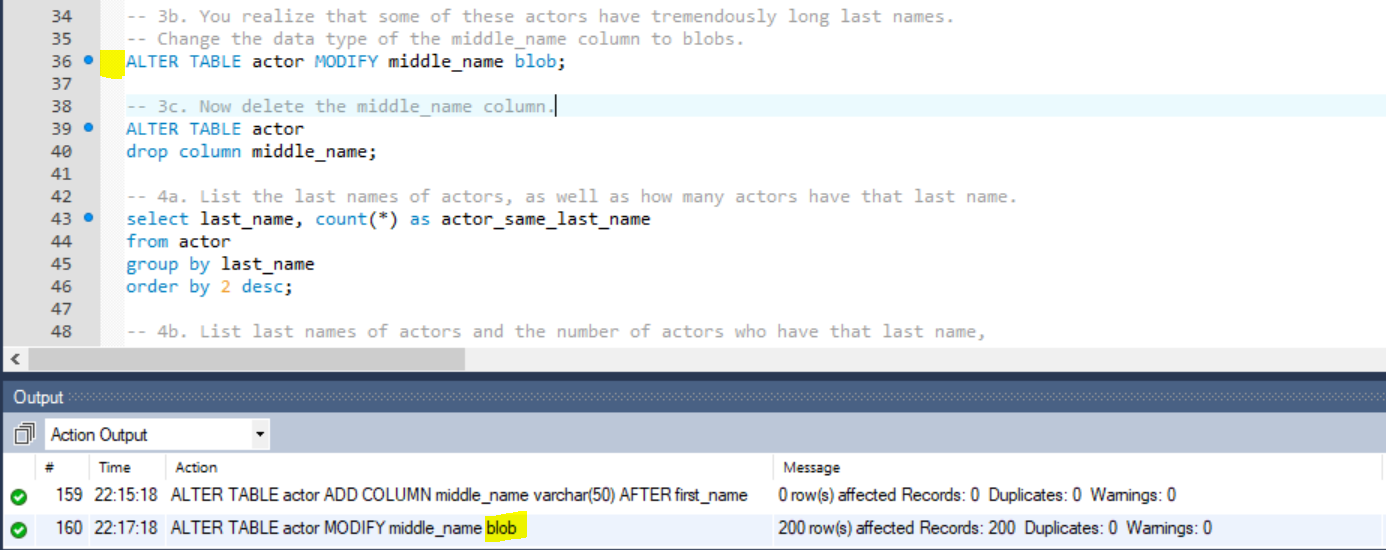 34 -- 3b. You realize that some of these actors have tremendously long last names.
35 -- Change the data type of the middle_name column to blobs.
36 ALTER TABLE actor MODIFY middle_name blob;
37
38 -- 3c. Now delete the middle_name column.
39 ALTER TABLE actor
40 drop column middle_name;
41
42 -- 4a. List the last names of actors, as well as how many actors have that last name.
43 select last_name, count(*) as actor_same_last_name
44 from actor
45 group by last_name
46 order by 2 desc;
47
48 -- 4b. List last names of actors and the number of actors who have that last name,
Output
Action Output
# Time Action Message
159 22:15:18 ALTER TABLE actor ADD COLUMN middle_name varchar(50) AFTER first_name 0 row(s) affected Records: 0 Duplicates: 0 Warnings: 0
160 22:17:18 ALTER TABLE actor MODIFY middle_name blob 200 row(s) affected Records: 200 Duplicates: 0 Warnings: 0